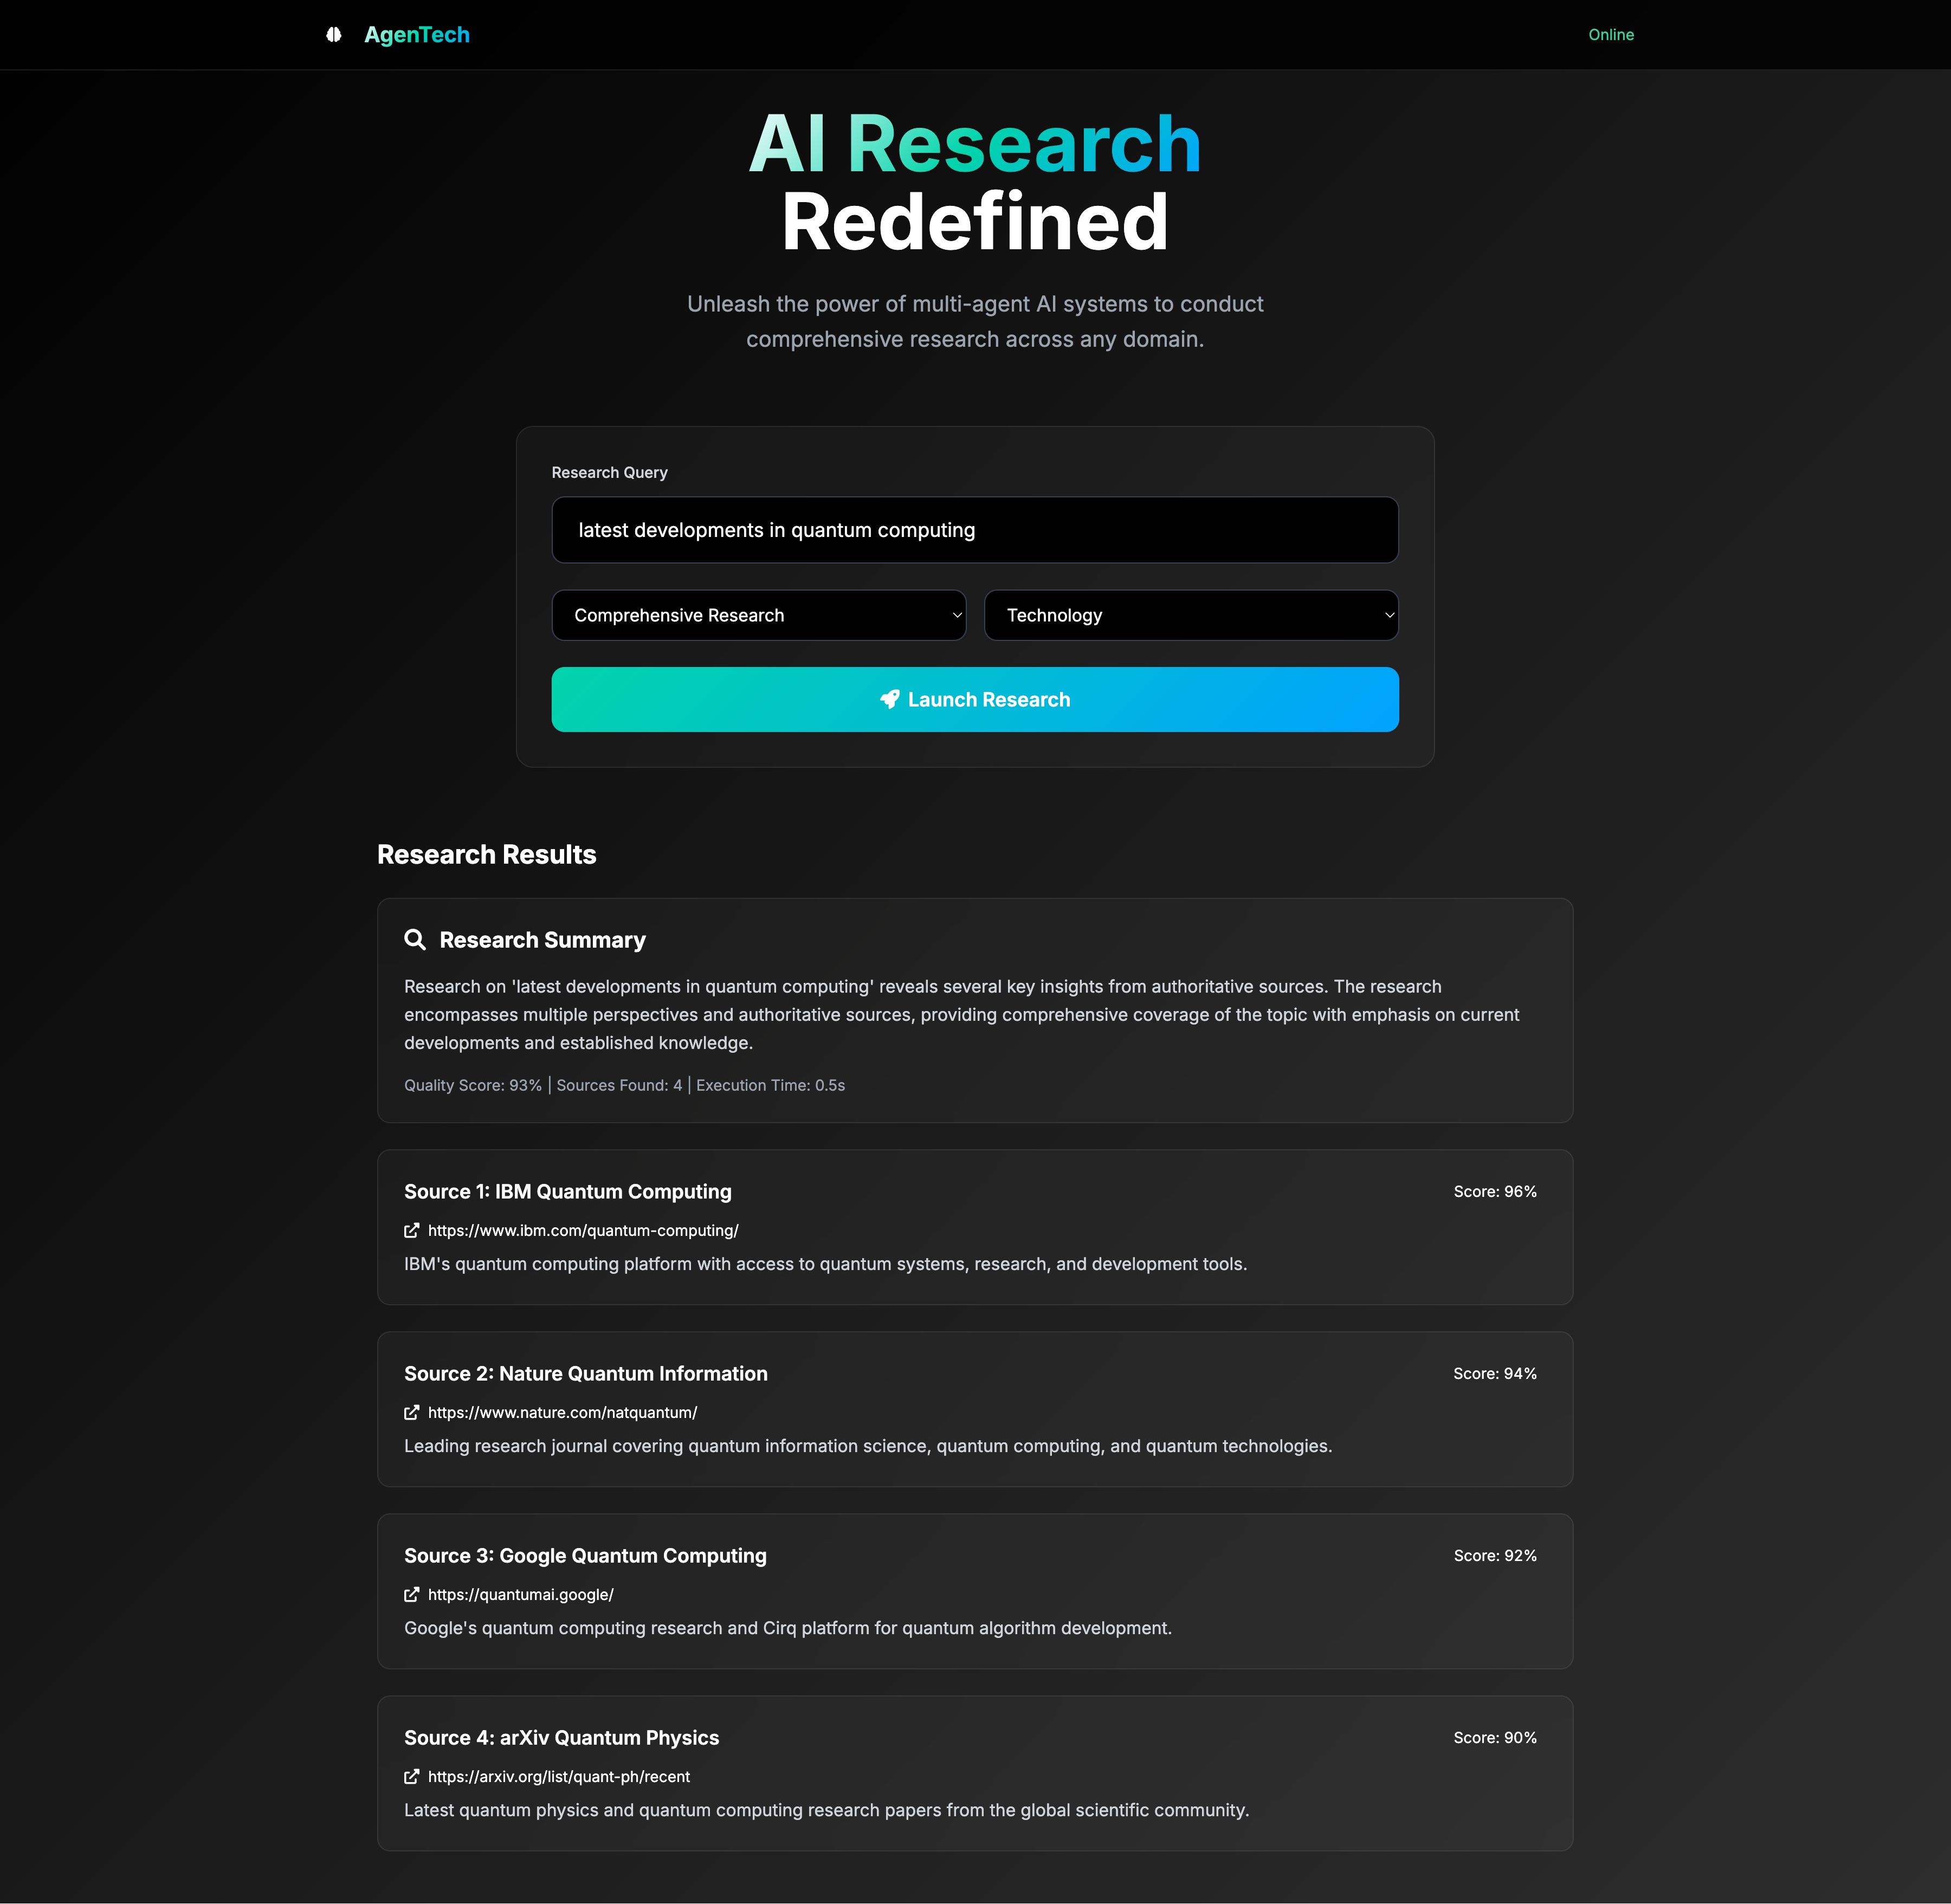 AgenTech
Online
AI Research
Redefined
Unleash the power of multi-agent AI systems to conduct
comprehensive research across any domain.
Research Query
latest developments in quantum computing
Comprehensive Research
Technology
Launch Research
Research Results
Research Summary
Research on 'latest developments in quantum computing' reveals several key insights from authoritative sources. The research
encompasses multiple perspectives and authoritative sources, providing comprehensive coverage of the topic with emphasis on current
developments and established knowledge.
Quality Score: 93% | Sources Found: 4 | Execution Time: 0.5s
Source 1: IBM Quantum Computing
Score: 96%
https://www.ibm.com/quantum-computing/
IBM's quantum computing platform with access to quantum systems, research, and development tools.
Source 2: Nature Quantum Information
Score: 94%
https://www.nature.com/natquantum/
Leading research journal covering quantum information science, quantum computing, and quantum technologies.
Source 3: Google Quantum Computing
Score: 92%
https://quantumai.google/
Google's quantum computing research and Cirq platform for quantum algorithm development.
Source 4: arXiv Quantum Physics
Score: 90%
https://arxiv.org/list/quant-ph/recent
Latest quantum physics and quantum computing research papers from the global scientific community.